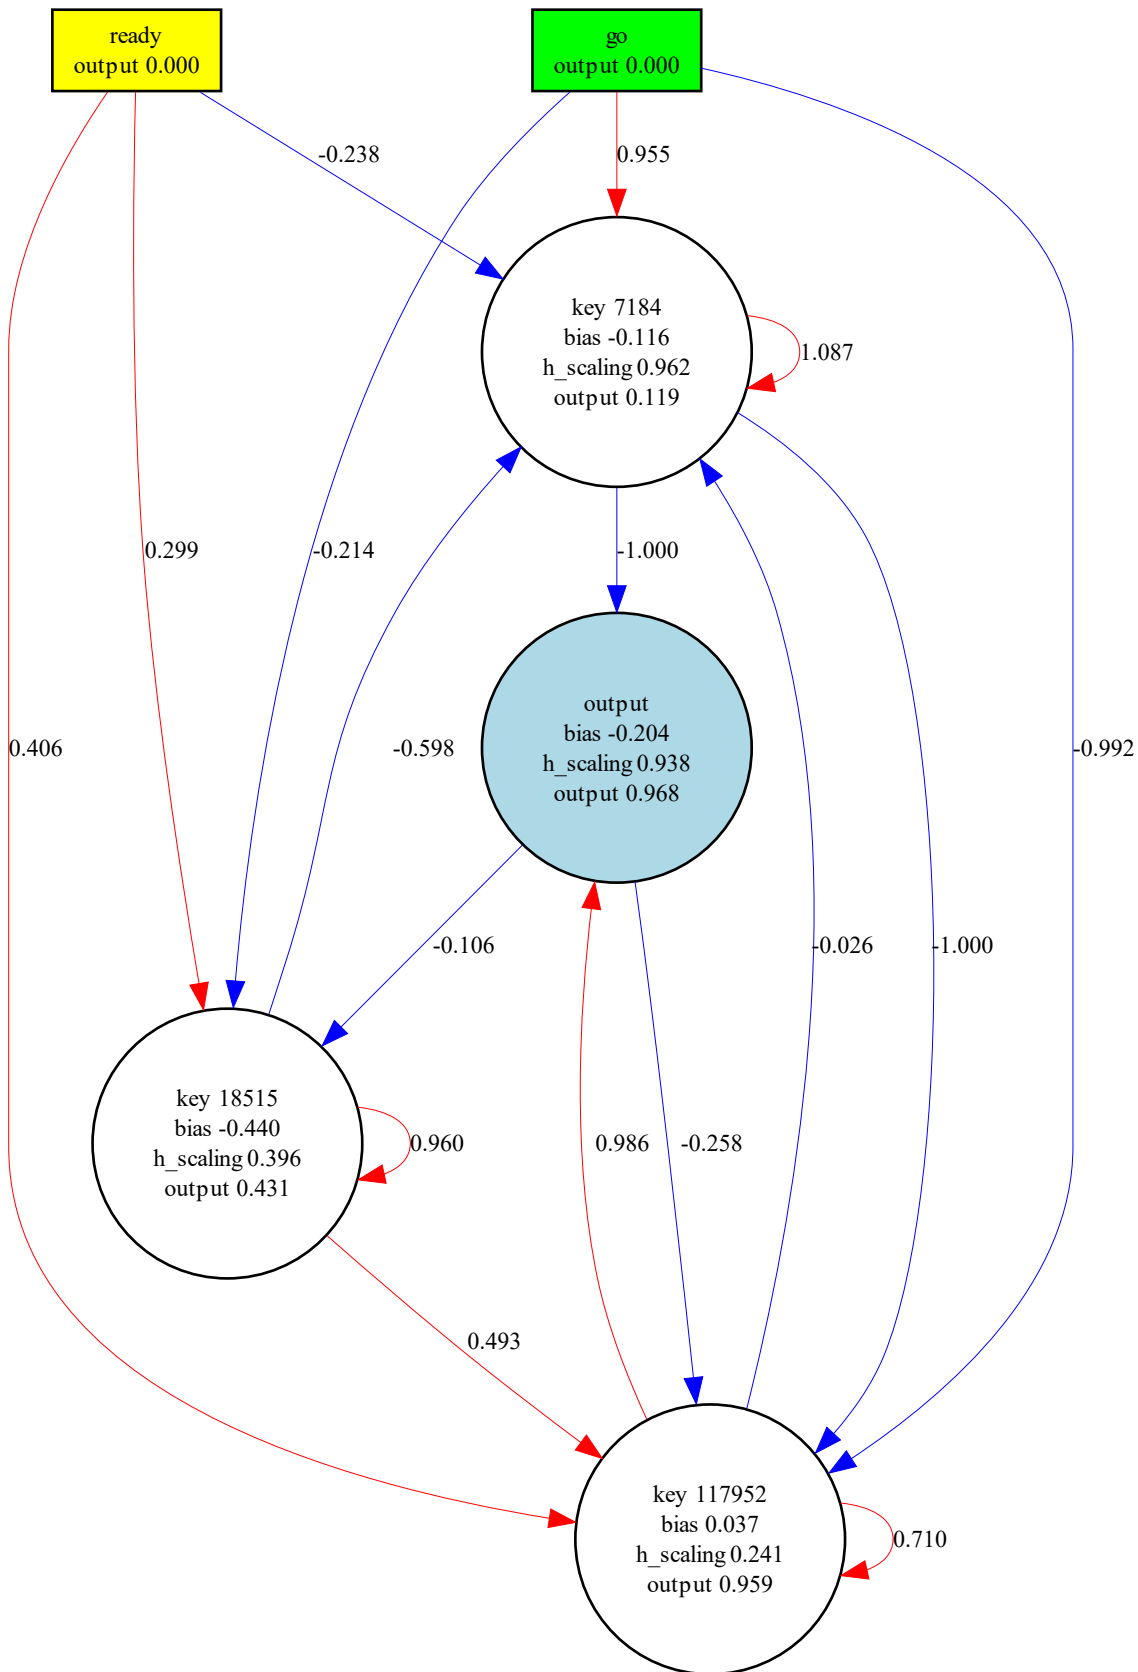 ready
output 0.000
go
output 0.000
-0.238
0.955
key 7184
bias -0.116
h_scaling 0.962
output 0.119
1.087
0.299
-0.214
-1.000
output
bias -0.204
h_scaling 0.938
output 0.968
0.406
-0.598
-0.992
-0.106
-0.026
-1.000
key 18515
bias -0.440
h_scaling 0.396
output 0.431
0.960
0.986
-0.258
0.493
key 117952
bias 0.037
h_scaling 0.241
output 0.959
0.710